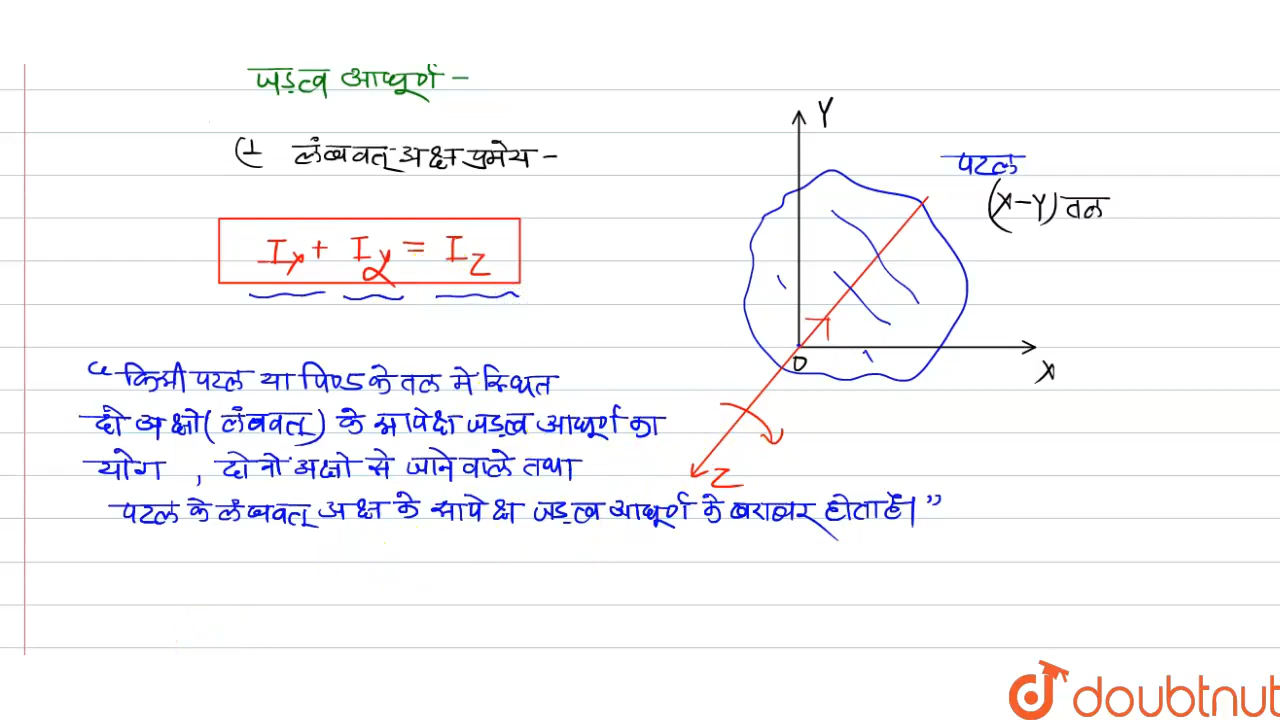 जड़त्व आघूर्ण -
(1 लंबवत् अक्ष प्रमेय -
Ix + Iy = Iz
Y
पटल
(X-Y) तल
O
X
Z
“ किसी पटल या पिण्ड के तल में स्थित
दो अक्षो (लंबवत्) के सापेक्ष जड़त्व आघूर्ण का
योग , दोनों अक्षो से जाने वाले तथा
पटल के लंबवत् अक्ष के सापेक्ष जड़त्व आघूर्ण के बराबर होता है। ”
doubtnut